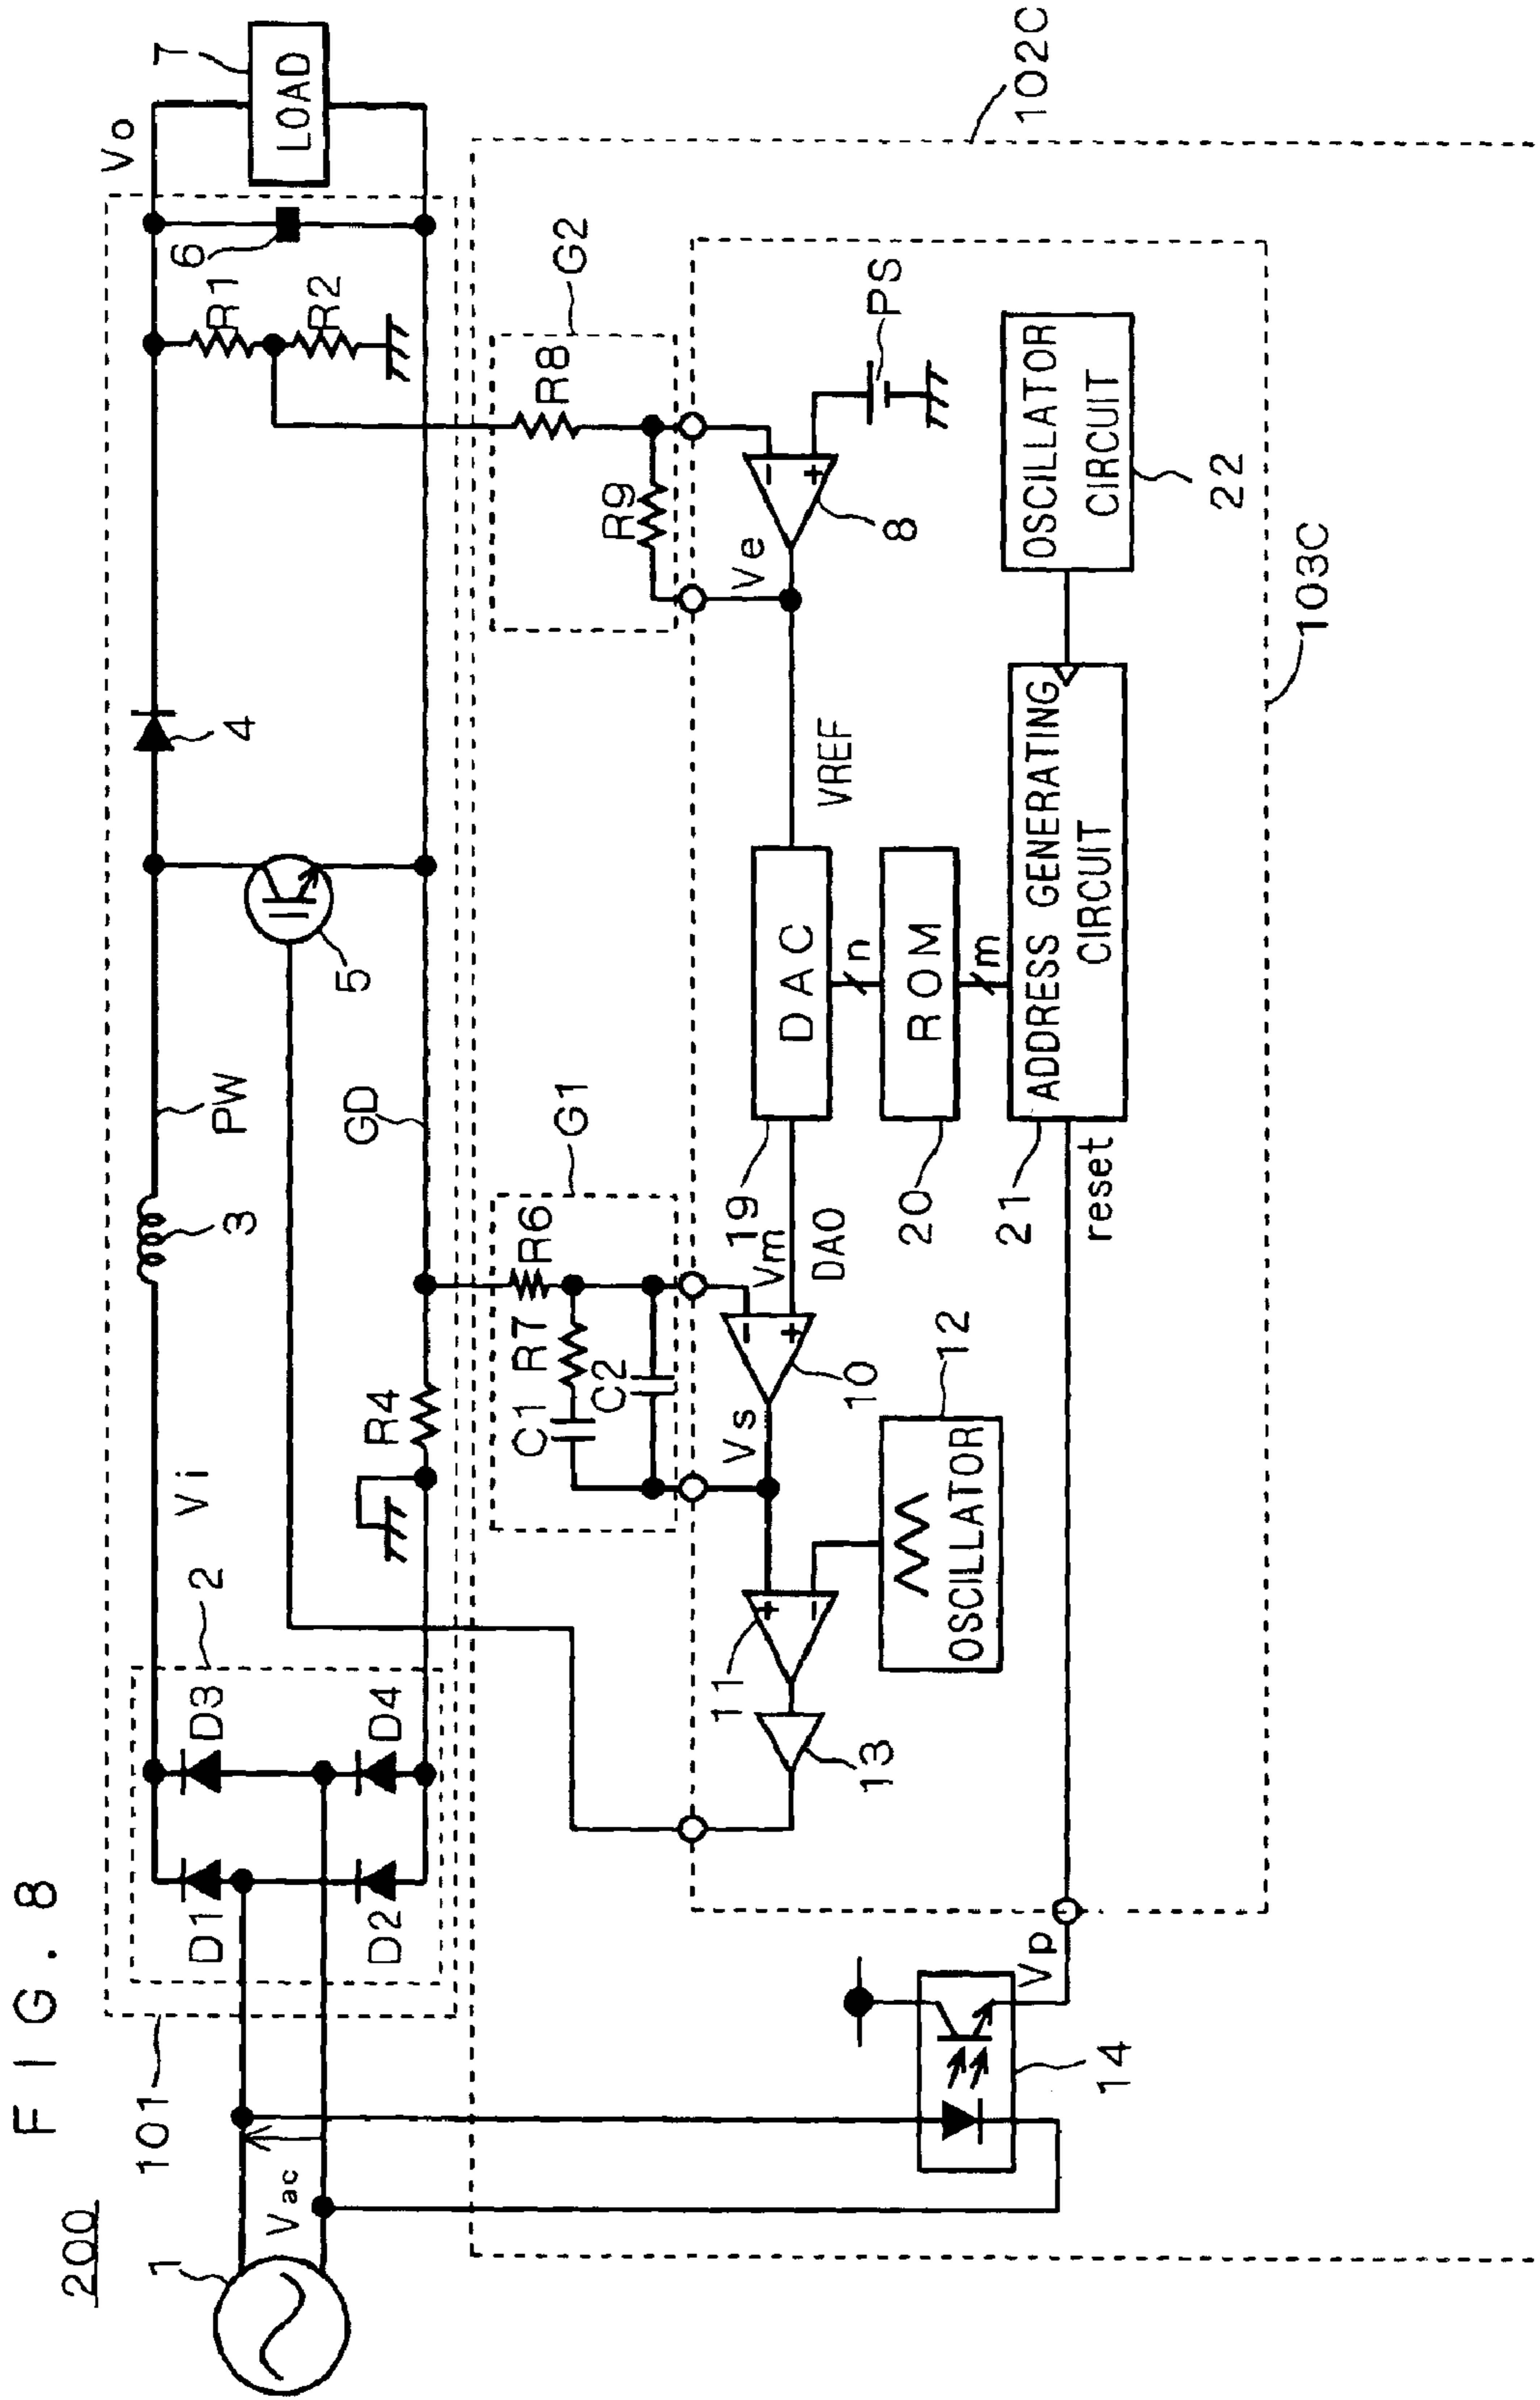 FIG. 8
200
1
Vac
101
2
D1
D3
D2
D4
Vi
3
PW
GD
R4
5
4
R1
R2
6
Vo
7
LOAD
G1
R6
R7
C1
C2
G2
R8
R9
102C
103C
Vs
Vm
DAO
10
11
12
OSCILLATOR
13
14
Vp
reset
19
DAC
n
20
ROM
m
21
ADDRESS GENERATING
CIRCUIT
VREF
Ve
8
PS
OSCILLATOR
CIRCUIT
22